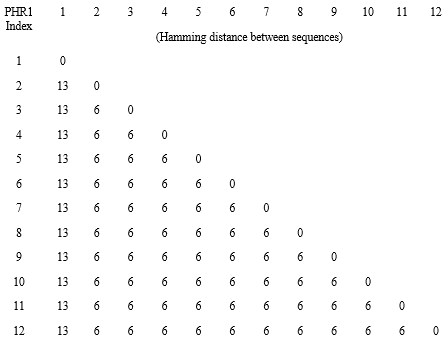 PHR1 1 2 3 4 5 6 7 8 9 10 11 12
Index (Hamming distance between sequences)
1 0
2 13 0
3 13 6 0
4 13 6 6 0
5 13 6 6 6 0
6 13 6 6 6 6 0
7 13 6 6 6 6 6 0
8 13 6 6 6 6 6 6 0
9 13 6 6 6 6 6 6 6 0
10 13 6 6 6 6 6 6 6 6 0
11 13 6 6 6 6 6 6 6 6 6 0
12 13 6 6 6 6 6 6 6 6 6 6 0